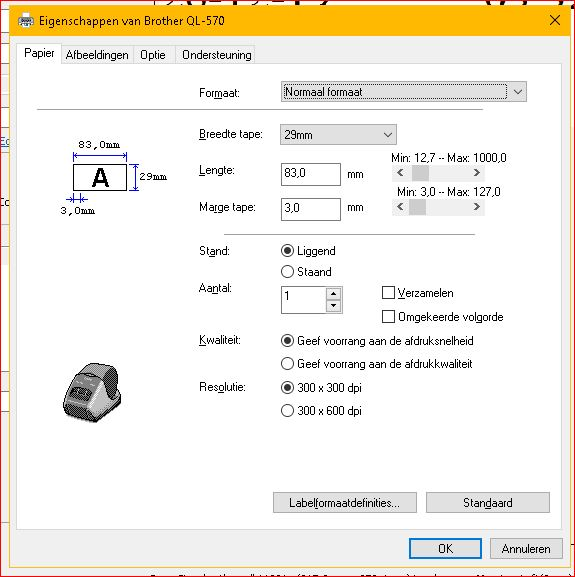 Eigenschappen van Brother QL-570
Papier Afbeeldingen Optie Ondersteuning
Formaat: Normaal formaat
Breedte tape: 29mm
83,0mm
A
29mm
3,0mm
Lengte: 83,0 mm
Min: 12,7 -- Max: 1000,0
Marge tape: 3,0 mm
Min: 3,0 -- Max: 127,0
Stand: Liggend
Staand
Aantal: 1
Verzamelen
Omgekeerde volgorde
Kwaliteit: Geef voorrang aan de afdruksnelheid
Geef voorrang aan de afdrukkwaliteit
Resolutie: 300 x 300 dpi
300 x 600 dpi
Labelformaatdefinities... Standaard
OK Annuleren